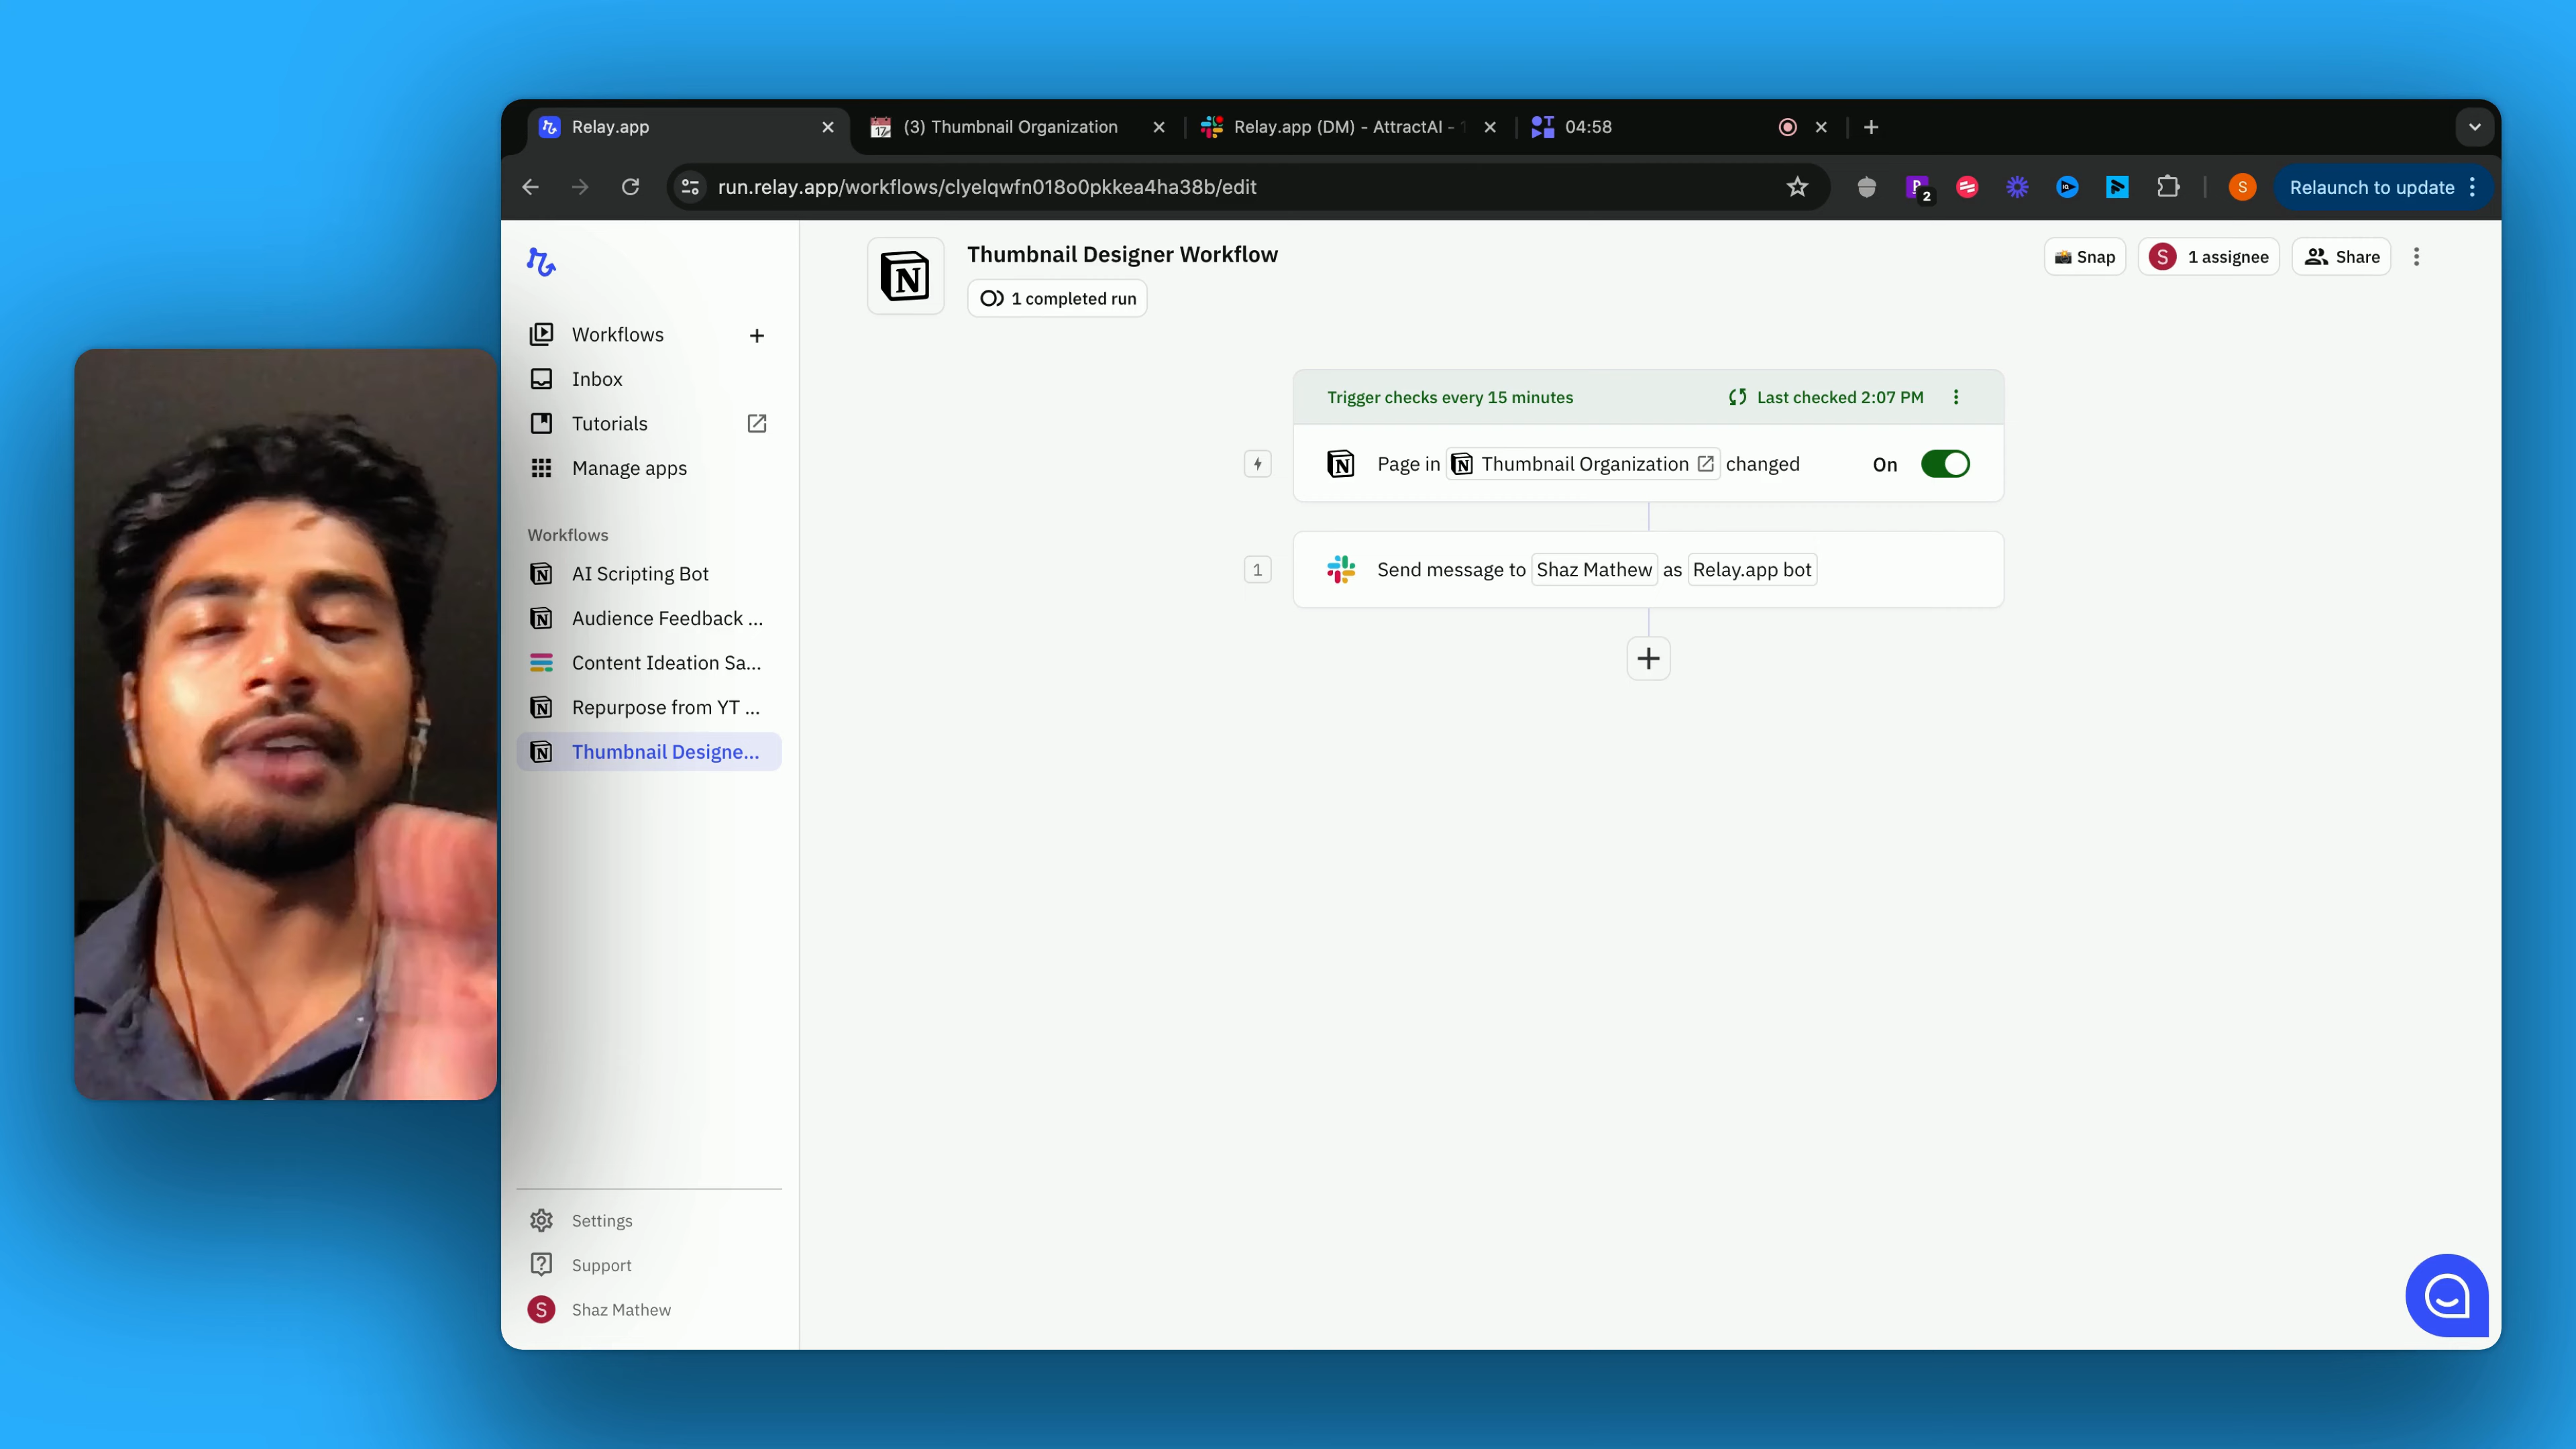 Relay.app
(3) Thumbnail Organization
Relay.app (DM) - AttractAI -
04:58
run.relay.app/workflows/clyelqwfn018o0pkkea4ha38b/edit
2
S
Relaunch to update
Thumbnail Designer Workflow
1 completed run
📸 Snap
S 1 assignee
Share
Workflows
Inbox
Tutorials
Manage apps
Workflows
AI Scripting Bot
Audience Feedback ...
Content Ideation Sa...
Repurpose from YT ...
Thumbnail Designe...
Trigger checks every 15 minutes
Last checked 2:07 PM
Page in Thumbnail Organization changed
On
1
Send message to Shaz Mathew as Relay.app bot
Settings
Support
S Shaz Mathew